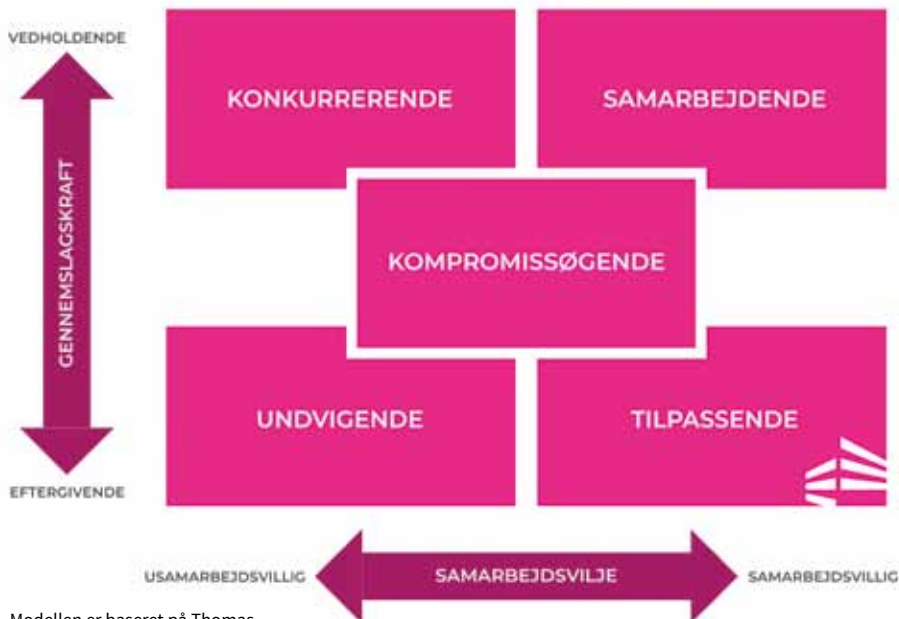 VEDHOLDENDE
KONKURRERENDE
SAMARBEJDENDE
GENNEMSLAGSKRAFT
KOMPROMISSØGENDE
UNDVIGENDE
TILPASSENDE
EFTERGIVENDE
USAMARBEJDSVILLIG
SAMARBEJDSVILJE
SAMARBEJDSVILLIG
Modellen er baseret på Thomas